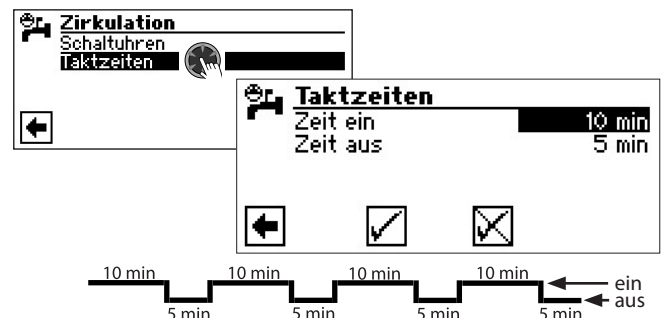 Zirkulation
Schaltuhren
Taktzeiten
Taktzeiten
Zeit ein 10 min
Zeit aus 5 min
10 min 10 min 10 min 10 min ein
aus
5 min 5 min 5 min 5 min